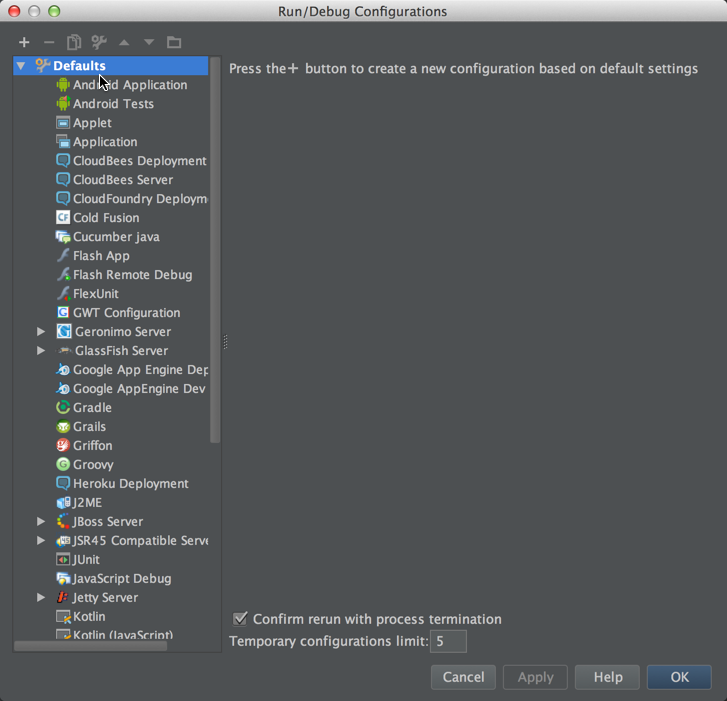 Run/Debug Configurations
Defaults
Android Application
Android Tests
Applet
Application
CloudBees Deployment
CloudBees Server
CloudFoundry Deploym
Cold Fusion
Cucumber java
Flash App
Flash Remote Debug
FlexUnit
GWT Configuration
Geronimo Server
GlassFish Server
Google App Engine Dep
Google AppEngine Dev
Gradle
Grails
Griffon
Groovy
Heroku Deployment
J2ME
JBoss Server
JSR45 Compatible Serve
JUnit
JavaScript Debug
Jetty Server
Kotlin
Kotlin (JavaScript)
Press the + button to create a new configuration based on default settings
Confirm rerun with process termination
Temporary configurations limit: 5
Cancel Apply Help OK